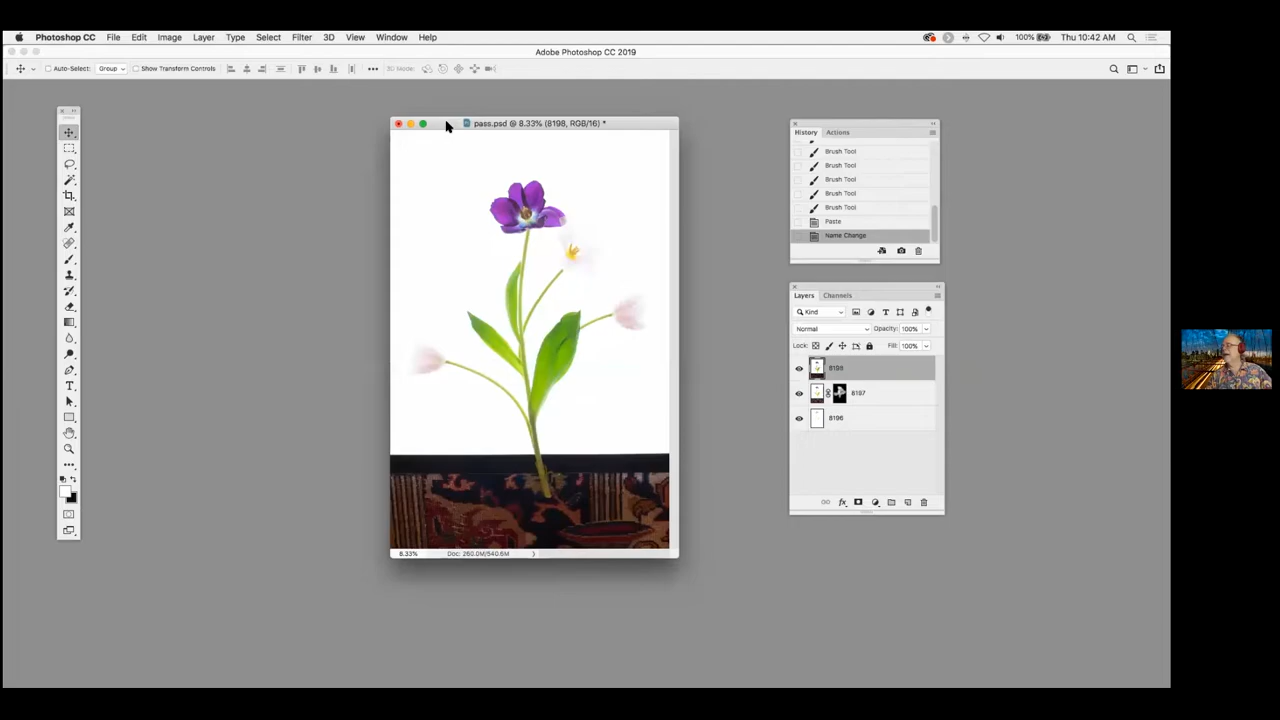 Photoshop CC File Edit Image Layer Type Select Filter 3D View Window Help 100% Thu 10:42 AM
Adobe Photoshop CC 2019
Auto-Select: Group Show Transform Controls 3D Mode:
pass.psd @ 8.33% (8198, RGB/16) *
History Actions
Brush Tool
Brush Tool
Brush Tool
Brush Tool
Brush Tool
Paste
Name Change
Layers Channels
Kind
Normal Opacity: 100%
Lock: Fill: 100%
8198
8197
8196
8.33% Doc: 260.0M/540.6M